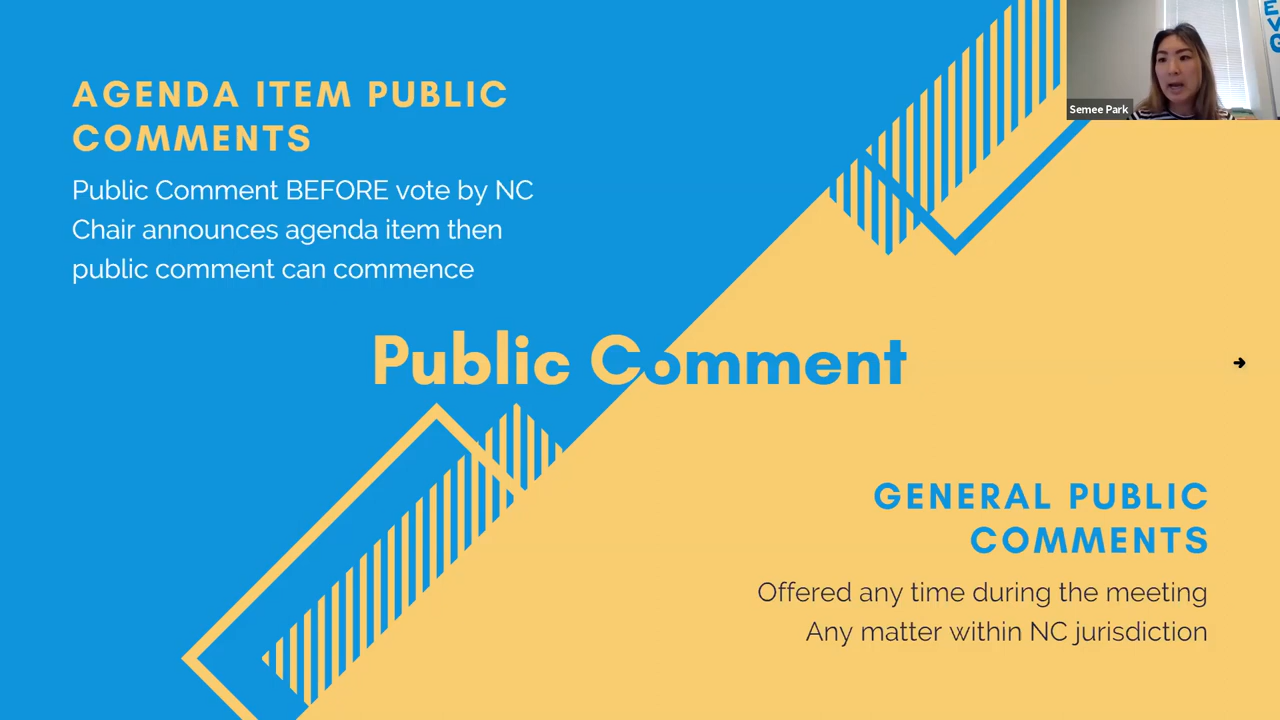 AGENDA ITEM PUBLIC
COMMENTS
Public Comment BEFORE vote by NC
Chair announces agenda item then
public comment can commence
Public Comment
GENERAL PUBLIC
COMMENTS
Offered any time during the meeting
Any matter within NC jurisdiction
Semee Park
E
V
G